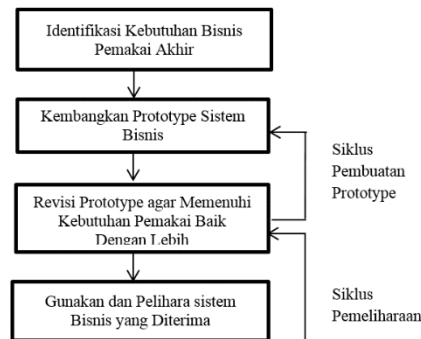 Identifikasi Kebutuhan Bisnis
Pemakai Akhir
Kembangkan Prototype Sistem
Bisnis
Siklus
Pembuatan
Prototype
Revisi Prototype agar Memenuhi
Kebutuhan Pemakai Baik
Dengan Lebih
Gunakan dan Pelihara sistem
Bisnis yang Diterima
Siklus
Pemeliharaan